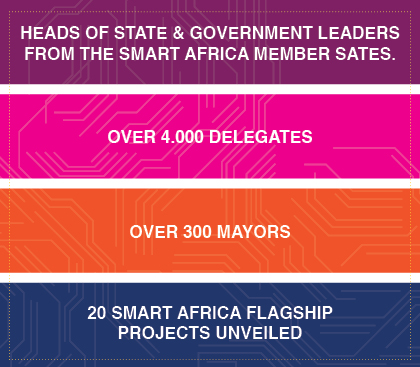 HEADS OF STATE & GOVERNMENT LEADERS
FROM THE SMART AFRICA MEMBER SATES.
OVER 4.000 DELEGATES
OVER 300 MAYORS
20 SMART AFRICA FLAGSHIP
PROJECTS UNVEILED